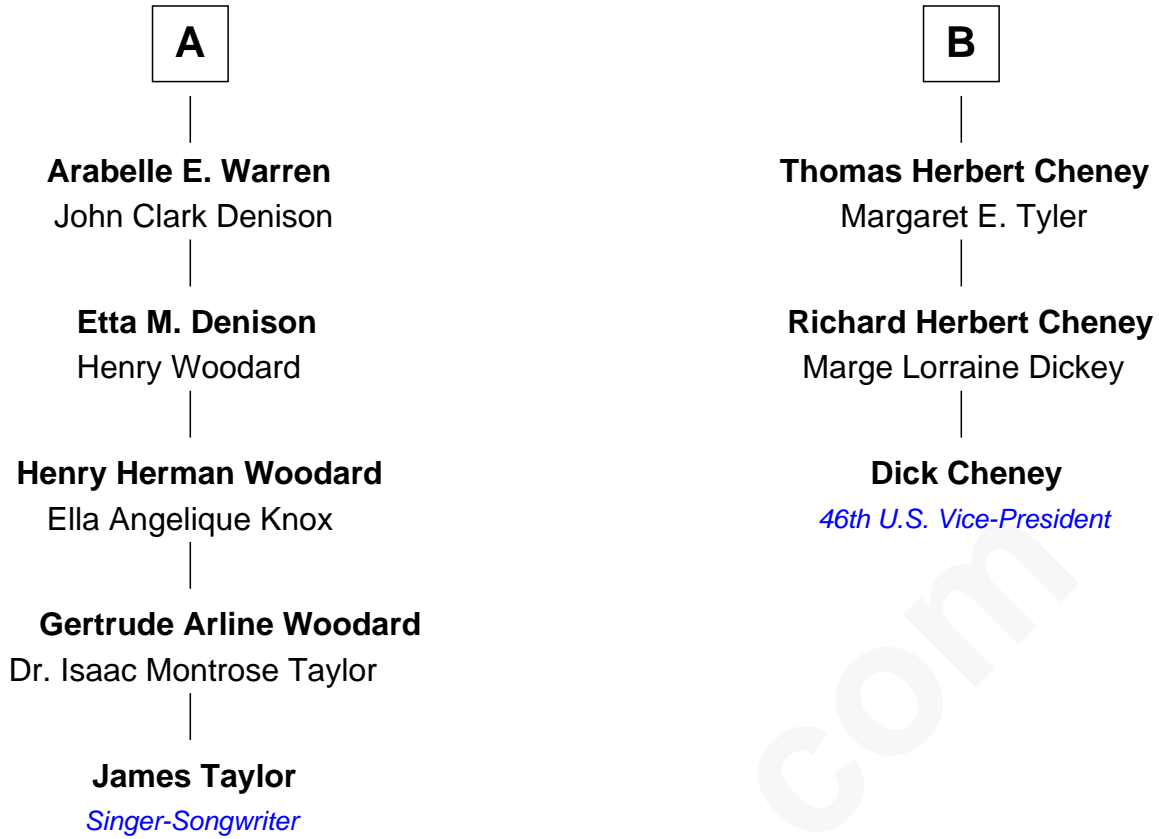 A
Arabelle E. Warren
John Clark Denison
Etta M. Denison
Henry Woodard
Henry Herman Woodard
Ella Angelique Knox
Gertrude Arline Woodard
Dr. Isaac Montrose Taylor
James Taylor
Singer-Songwriter
B
Thomas Herbert Cheney
Margaret E. Tyler
Richard Herbert Cheney
Marge Lorraine Dickey
Dick Cheney
46th U.S. Vice-President
com